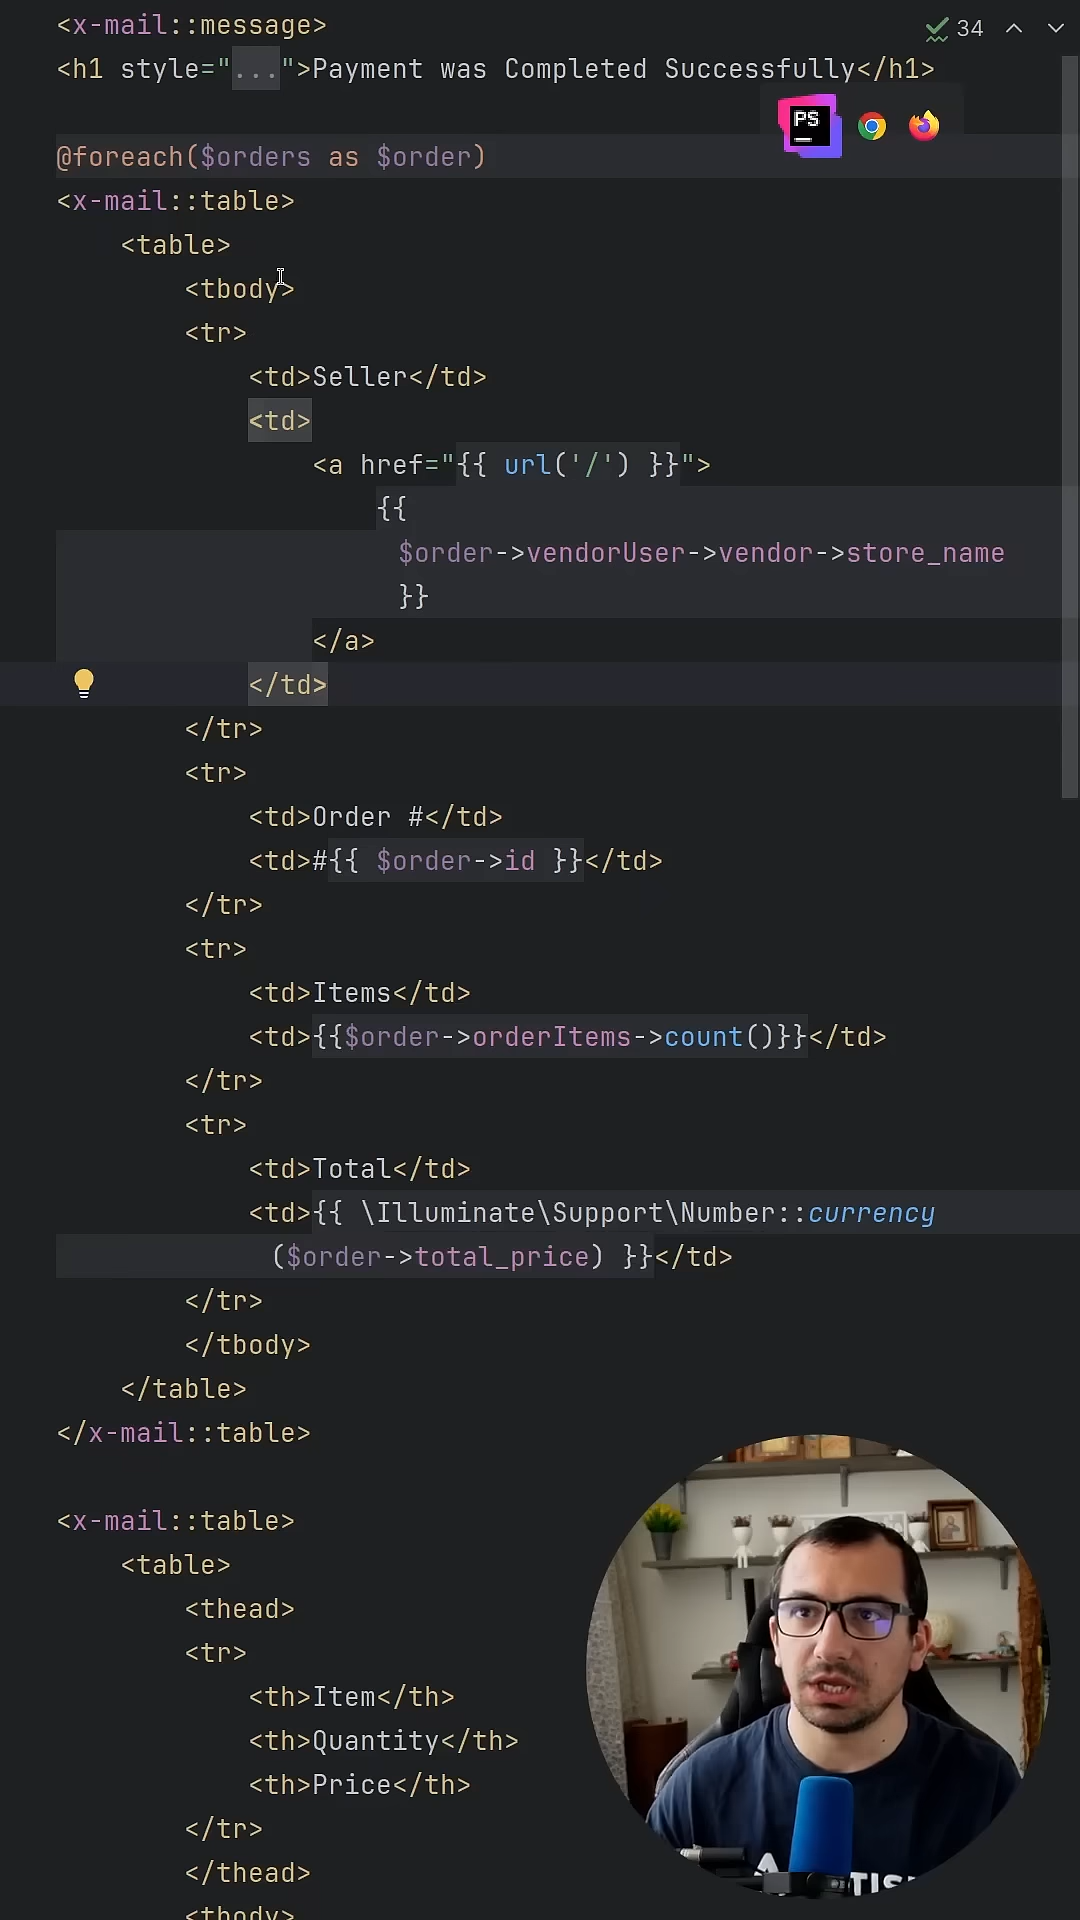 <x-mail::message>
34
<h1 style="...">Payment was Completed Successfully</h1>
PS
@foreach($orders as $order)
<x-mail::table>
<table>
<tbody>
<tr>
<td>Seller</td>
<td>
<a href="{{ url('/') }}">
{{
$order->vendorUser->vendor->store_name
}}
</a>
</td>
</tr>
<tr>
<td>Order #</td>
<td>#{{ $order->id }}</td>
</tr>
<tr>
<td>Items</td>
<td>{{$order->orderItems->count()}}</td>
</tr>
<tr>
<td>Total</td>
<td>{{ \Illuminate\Support\Number::currency
($order->total_price) }}</td>
</tr>
</tbody>
</table>
</x-mail::table>
<x-mail::table>
<table>
<thead>
<tr>
<th>Item</th>
<th>Quantity</th>
<th>Price</th>
</tr>
</thead>
<tbody>